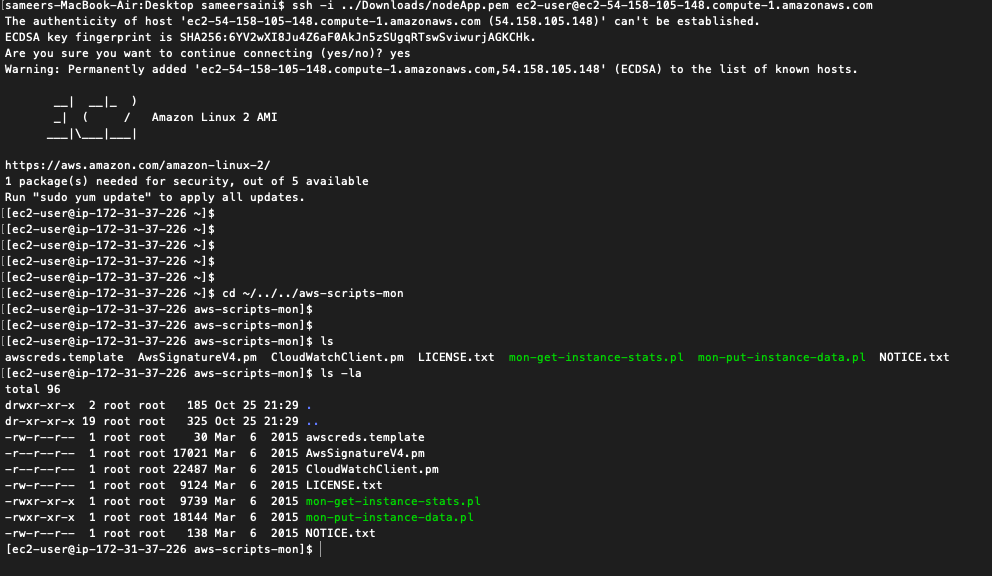 [sameers-MacBook-Air:Desktop sameersaini$ ssh -i ../Downloads/nodeApp.pem ec2-user@ec2-54-158-105-148.compute-1.amazonaws.com
The authenticity of host 'ec2-54-158-105-148.compute-1.amazonaws.com (54.158.105.148)' can't be established.
ECDSA key fingerprint is SHA256:6YV2wXI8Ju4Z6aF0AkJn5zSUgqRTswSviwurjAGKCHk.
Are you sure you want to continue connecting (yes/no)? yes
Warning: Permanently added 'ec2-54-158-105-148.compute-1.amazonaws.com,54.158.105.148' (ECDSA) to the list of known hosts.

       __|  __|_  )
       _|  (     /   Amazon Linux 2 AMI
      ___|\___|___|

https://aws.amazon.com/amazon-linux-2/
1 package(s) needed for security, out of 5 available
Run "sudo yum update" to apply all updates.
[[ec2-user@ip-172-31-37-226 ~]$
[[ec2-user@ip-172-31-37-226 ~]$
[[ec2-user@ip-172-31-37-226 ~]$
[[ec2-user@ip-172-31-37-226 ~]$
[[ec2-user@ip-172-31-37-226 ~]$
[[ec2-user@ip-172-31-37-226 ~]$ cd ~/../../aws-scripts-mon
[[ec2-user@ip-172-31-37-226 aws-scripts-mon]$
[[ec2-user@ip-172-31-37-226 aws-scripts-mon]$
[[ec2-user@ip-172-31-37-226 aws-scripts-mon]$ ls
awscreds.template  AwsSignatureV4.pm  CloudWatchClient.pm  LICENSE.txt  mon-get-instance-stats.pl  mon-put-instance-data.pl  NOTICE.txt
[[ec2-user@ip-172-31-37-226 aws-scripts-mon]$ ls -la
total 96
drwxr-xr-x  2 root root   185 Oct 25 21:29 .
dr-xr-xr-x 19 root root   325 Oct 25 21:29 ..
-rw-r--r--  1 root root    30 Mar  6  2015 awscreds.template
-r--r--r--  1 root root 17021 Mar  6  2015 AwsSignatureV4.pm
-r--r--r--  1 root root 22487 Mar  6  2015 CloudWatchClient.pm
-rw-r--r--  1 root root  9124 Mar  6  2015 LICENSE.txt
-rwxr-xr-x  1 root root  9739 Mar  6  2015 mon-get-instance-stats.pl
-rwxr-xr-x  1 root root 18144 Mar  6  2015 mon-put-instance-data.pl
-rw-r--r--  1 root root   138 Mar  6  2015 NOTICE.txt
[ec2-user@ip-172-31-37-226 aws-scripts-mon]$